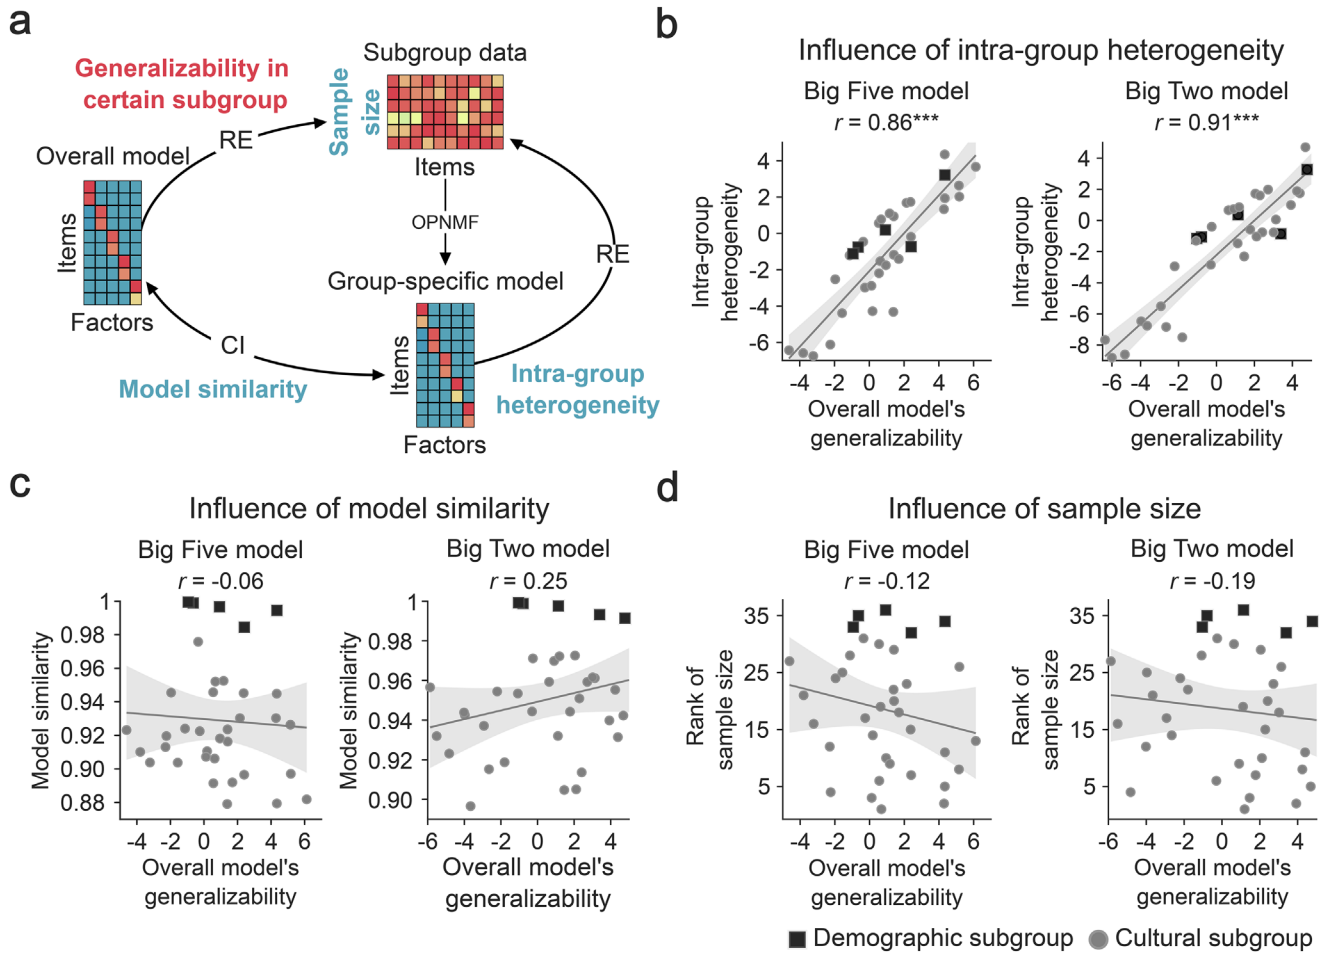 a
Generalizability in
certain subgroup
Subgroup data
Sample
size
Items
RE
Overall model
Items
Factors
OPNMF
Group-specific model
RE
Items
Factors
CI
Model similarity
Intra-group
heterogeneity
b
Influence of intra-group heterogeneity
Big Five model
r = 0.86***
Intra-group
heterogeneity
4
2
0
-2
-4
-6
-4 -2 0 2 4 6
Overall model's
generalizability
Big Two model
r = 0.91***
Intra-group
heterogeneity
4
2
0
-2
-4
-6
-8
-6 -4 -2 0 2 4
Overall model's
generalizability
c
Influence of model similarity
Big Five model
r = -0.06
Model similarity
1
0.98
0.96
0.94
0.92
0.90
0.88
-4 -2 0 2 4 6
Overall model's
generalizability
Big Two model
r = 0.25
Model similarity
1
0.98
0.96
0.94
0.92
0.90
-6 -4 -2 0 2 4
Overall model's
generalizability
d
Influence of sample size
Big Five model
r = -0.12
Rank of
sample size
35
25
15
5
-4 -2 0 2 4 6
Overall model's
generalizability
Big Two model
r = -0.19
Rank of
sample size
35
25
15
5
-6 -4 -2 0 2 4
Overall model's
generalizability
Demographic subgroup
Cultural subgroup